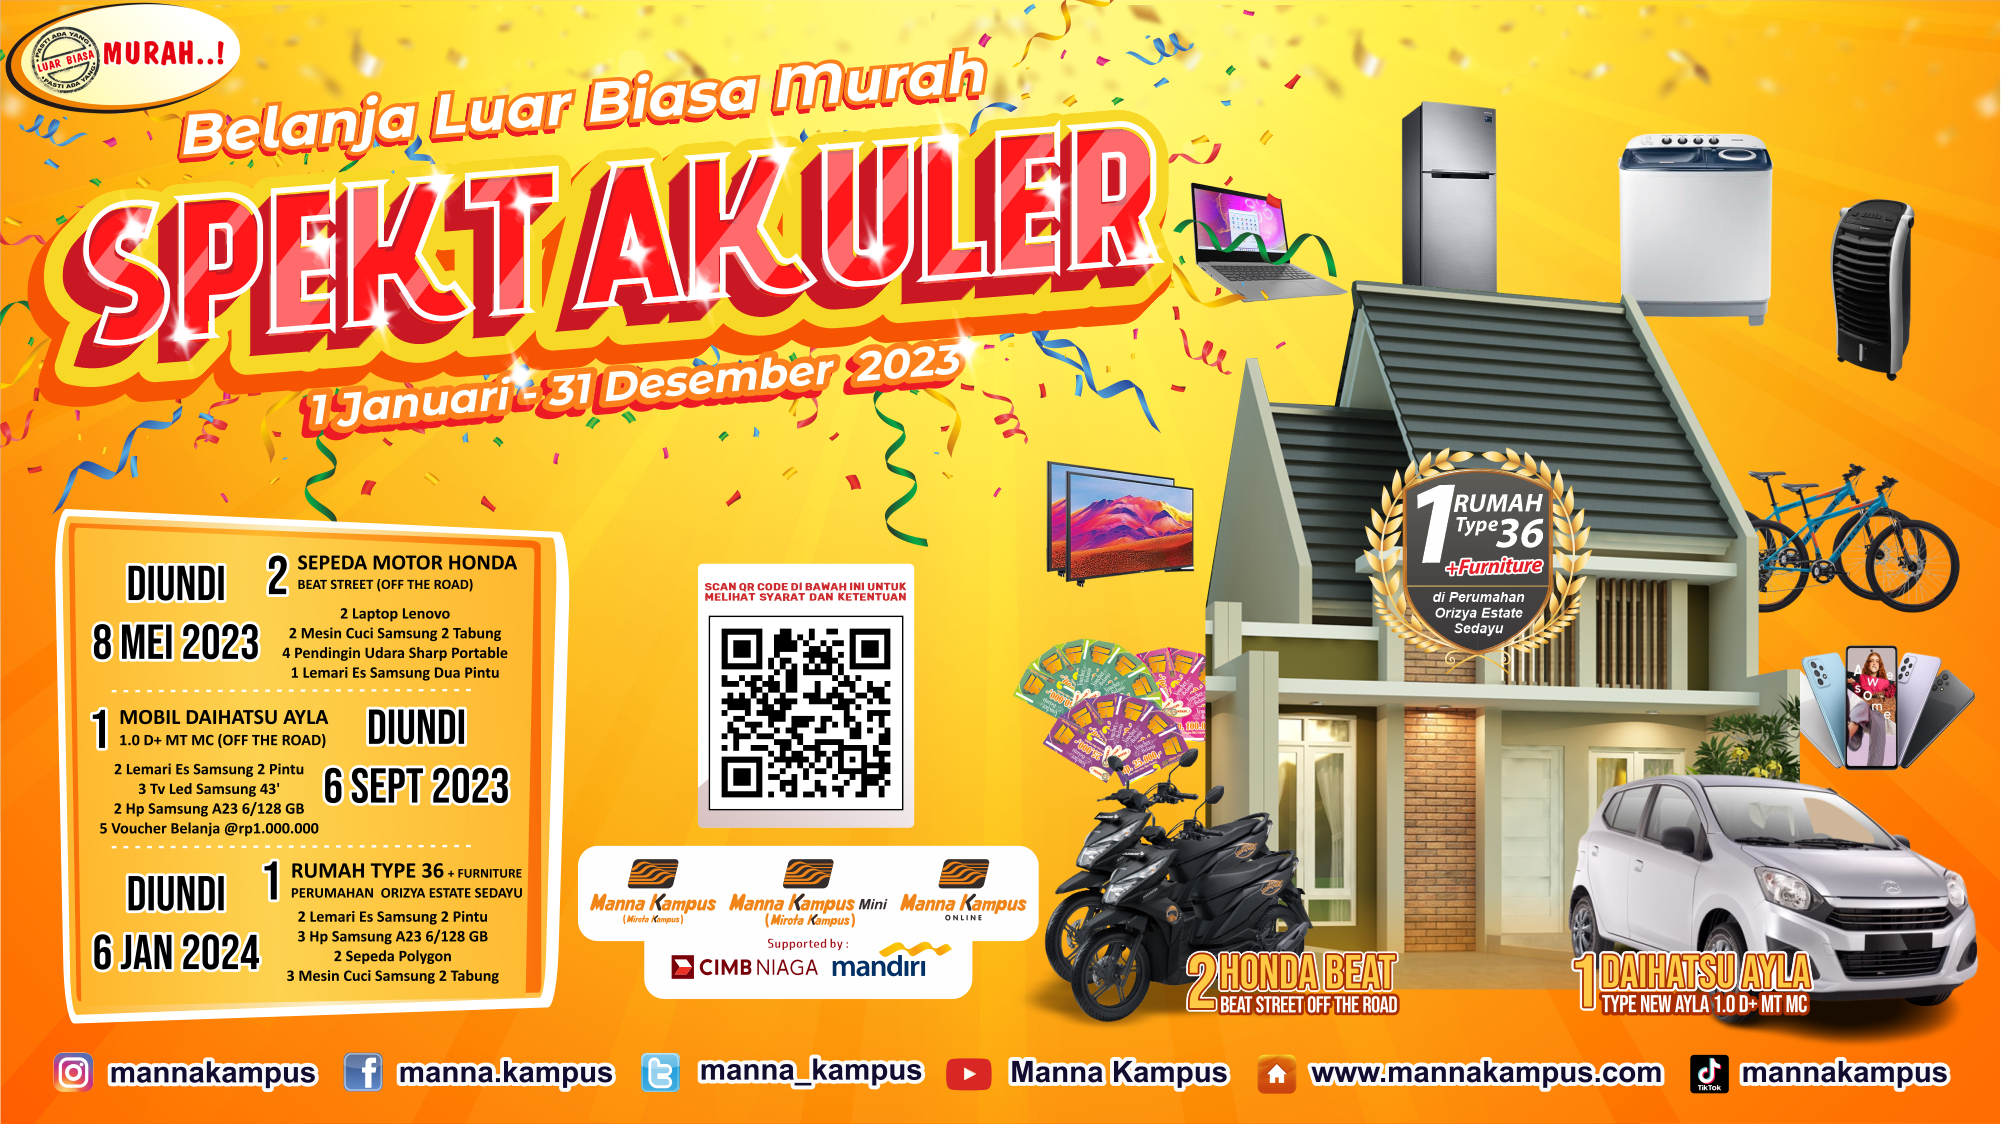 PASTI ADA YANG
LUAR BIASA
PASTI ADA YANG
MURAH..!
Belanja Luar Biasa Murah
SPEKTAKULER
1 Januari - 31 Desember 2023
DIUNDI
8 MEI 2023
2 SEPEDA MOTOR HONDA
BEAT STREET (OFF THE ROAD)
2 Laptop Lenovo
2 Mesin Cuci Samsung 2 Tabung
4 Pendingin Udara Sharp Portable
1 Lemari Es Samsung Dua Pintu
1 MOBIL DAIHATSU AYLA
1.0 D+ MT MC (OFF THE ROAD)
2 Lemari Es Samsung 2 Pintu
3 Tv Led Samsung 43'
2 Hp Samsung A23 6/128 GB
5 Voucher Belanja @rp1.000.000
DIUNDI
6 SEPT 2023
DIUNDI
6 JAN 2024
1 RUMAH TYPE 36 + FURNITURE
PERUMAHAN ORIZYA ESTATE SEDAYU
2 Lemari Es Samsung 2 Pintu
3 Hp Samsung A23 6/128 GB
2 Sepeda Polygon
3 Mesin Cuci Samsung 2 Tabung
SCAN QR CODE DI BAWAH INI UNTUK
MELIHAT SYARAT DAN KETENTUAN
Manna Kampus
(Mirota Kampus)
Manna Kampus Mini
(Mirota Kampus)
Manna Kampus
ONLINE
Supported by :
CIMB NIAGA
mandiri
1 RUMAH
Type 36
+Furniture
di Perumahan
Orizya Estate
Sedayu
Awesome
2 HONDA BEAT
BEAT STREET OFF THE ROAD
1 DAIHATSU AYLA
TYPE NEW AYLA 1.0 D+ MT MC
mannakampus
manna.kampus
manna_kampus
Manna Kampus
www.mannakampus.com
TikTok
mannakampus